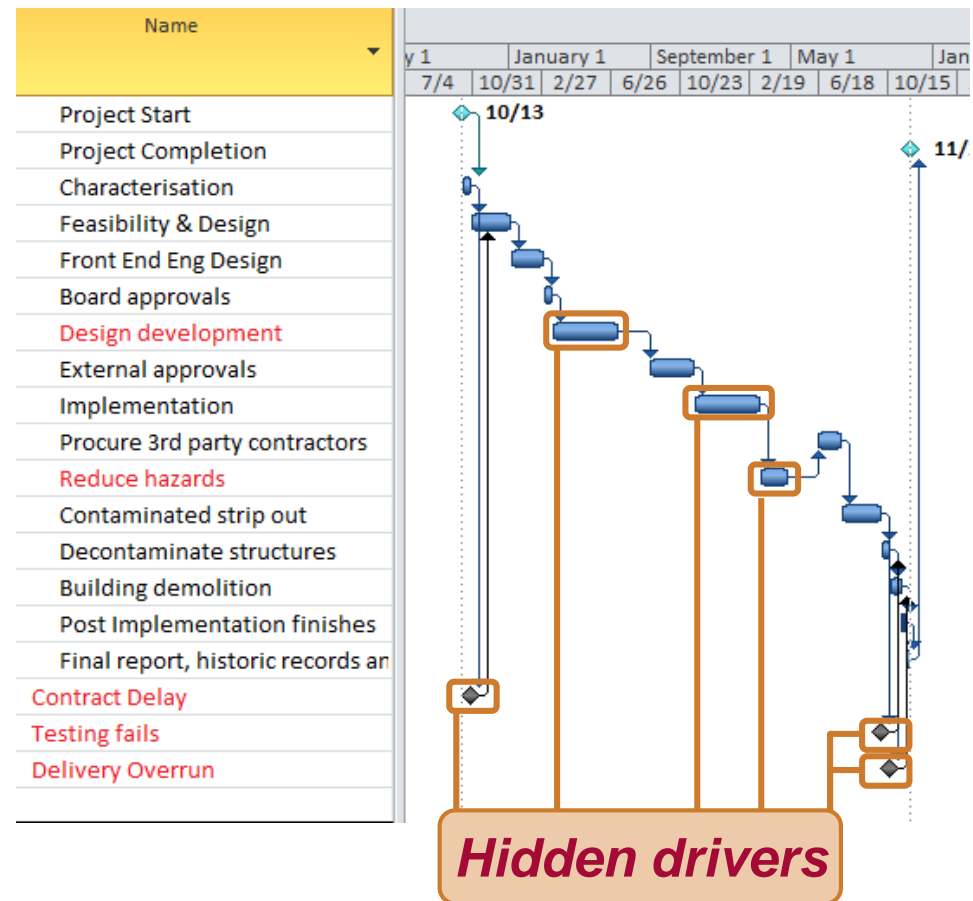 Name
y 1 January 1 September 1 May 1 Jan
7/4 10/31 2/27 6/26 10/23 2/19 6/18 10/15
Project Start 10/13
Project Completion 11/
Characterisation
Feasibility & Design
Front End Eng Design
Board approvals
Design development
External approvals
Implementation
Procure 3rd party contractors
Reduce hazards
Contaminated strip out
Decontaminate structures
Building demolition
Post Implementation finishes
Final report, historic records an
Contract Delay
Testing fails
Delivery Overrun
Hidden drivers